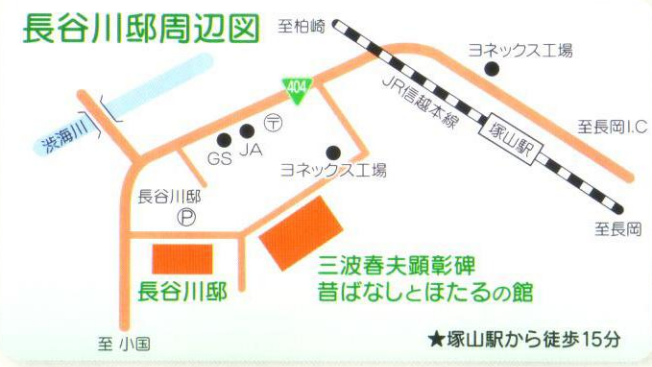 長谷川邸周辺図
至柏崎
ヨネックス工場
404
JR信越本線
塚山駅
至長岡I.C
渋海川
〒
GS
JA
ヨネックス工場
長谷川邸
Ⓟ
至長岡
三波春夫顕彰碑
昔ばなしとほたるの館
長谷川邸
至 小国
★塚山駅から徒歩15分